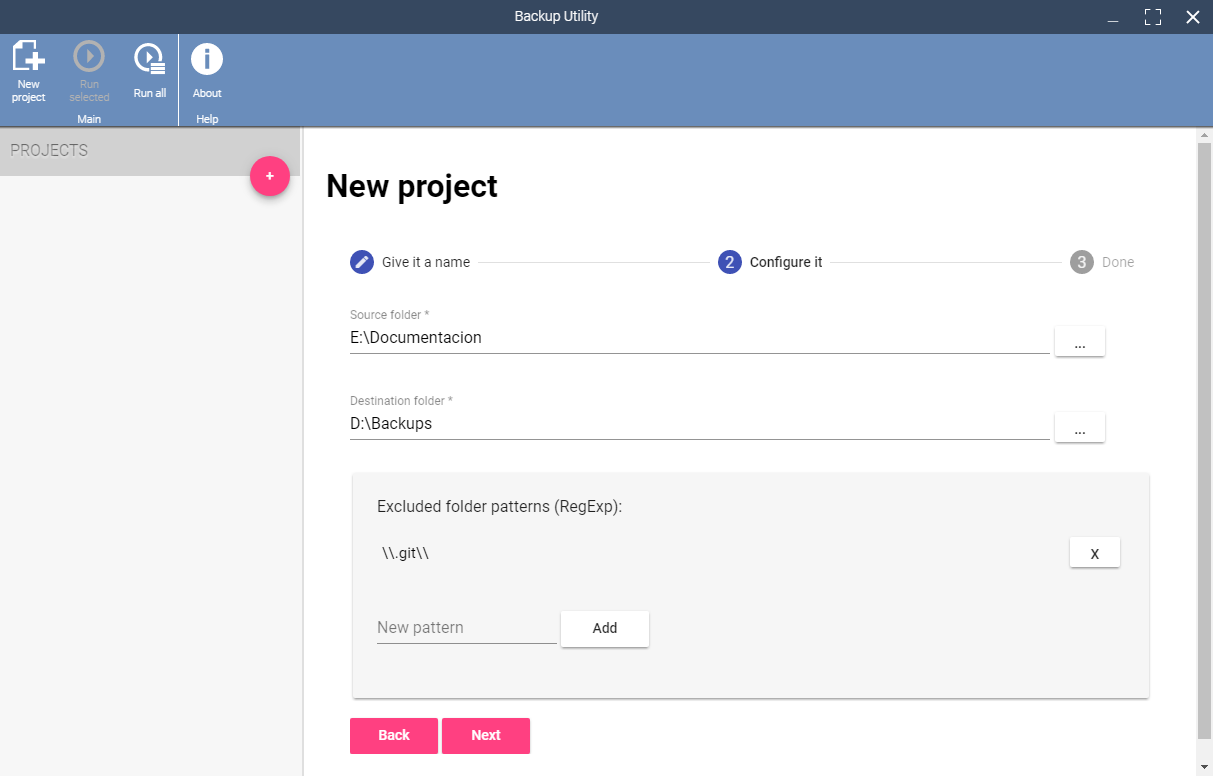 Backup Utility
New
project
Run
selected
Run all
About
Main
Help
PROJECTS
+
New project
Give it a name
2 Configure it
3 Done
Source folder *
E:\Documentacion
...
Destination folder *
D:\Backups
...
Excluded folder patterns (RegExp):
\\.git\\
X
New pattern
Add
Back
Next